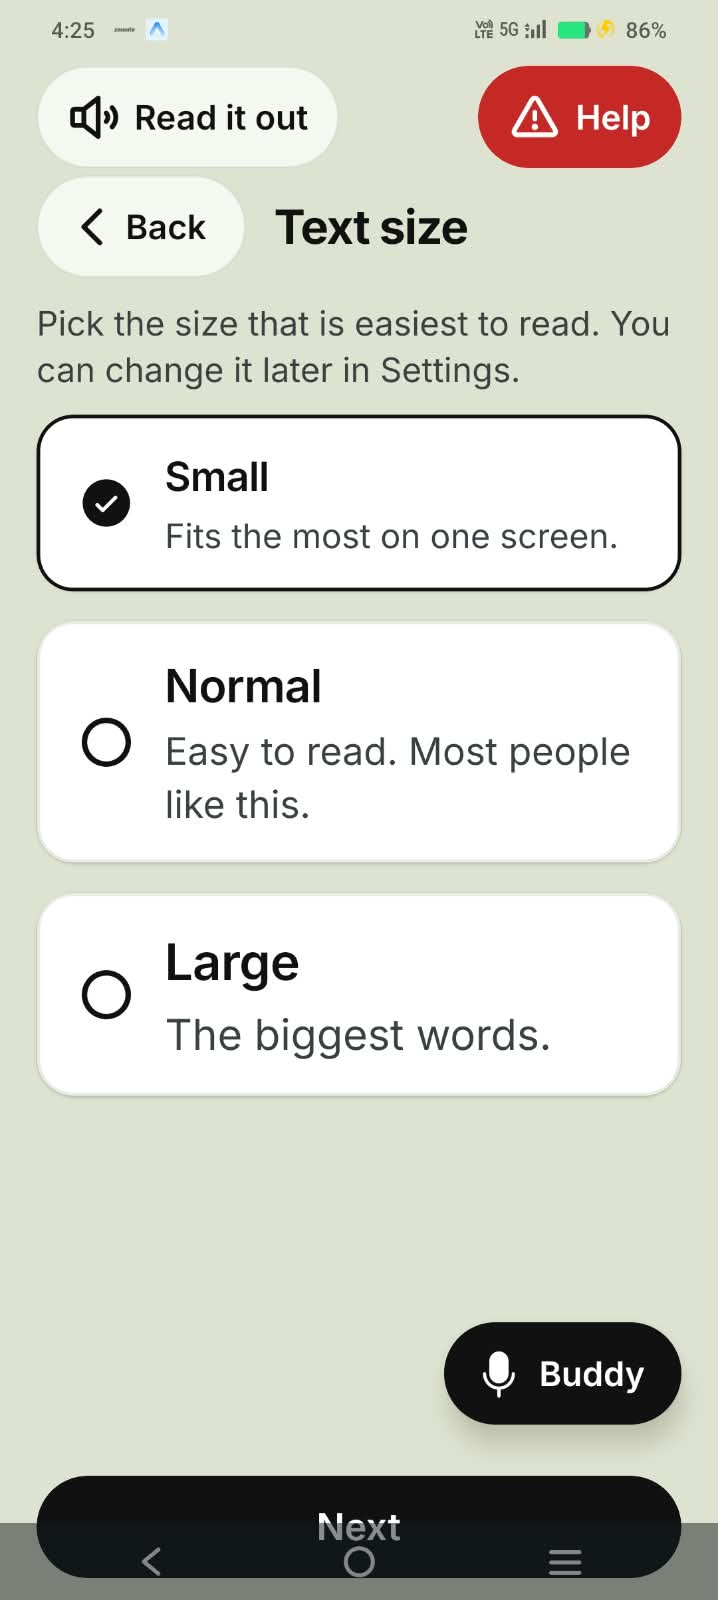 4:25
Vo) LTE 5G 86%
Read it out
Help
Back
Text size
Pick the size that is easiest to read. You
can change it later in Settings.
Small
Fits the most on one screen.
Normal
Easy to read. Most people
like this.
Large
The biggest words.
Buddy
Next